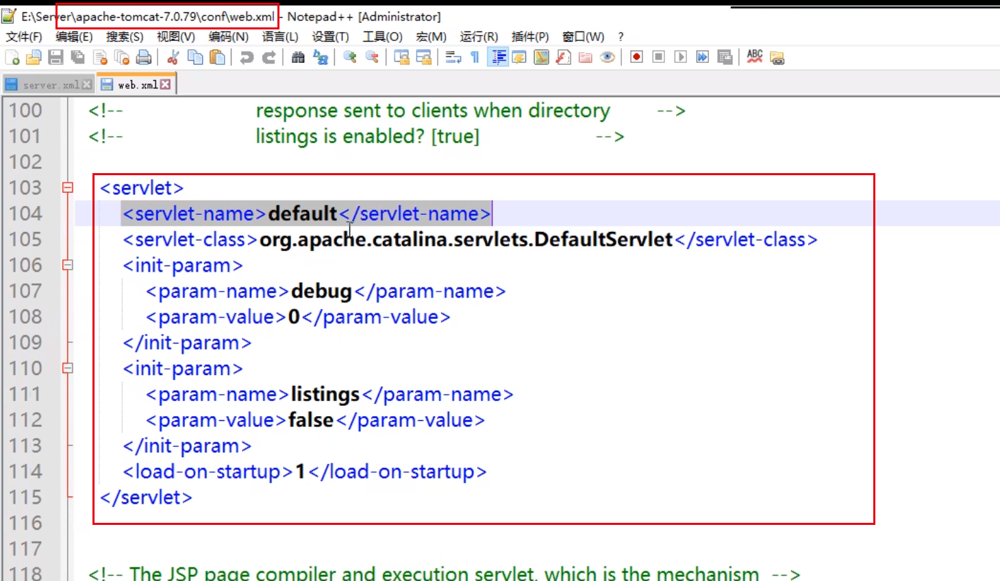 E:\Server\apache-tomcat-7.0.79\conf\web.xml - Notepad++ [Administrator]
文件(F) 编辑(E) 搜索(S) 视图(V) 编码(N) 语言(L) 设置(T) 工具(O) 宏(M) 运行(R) 插件(P) 窗口(W) ?
ABC
server.xml web.xml
100 <!-- response sent to clients when directory -->
101 <!-- listings is enabled? [true] -->
102
103 <servlet>
104 <servlet-name>default</servlet-name>
105 <servlet-class>org.apache.catalina.servlets.DefaultServlet</servlet-class>
106 <init-param>
107 <param-name>debug</param-name>
108 <param-value>0</param-value>
109 </init-param>
110 <init-param>
111 <param-name>listings</param-name>
112 <param-value>false</param-value>
113 </init-param>
114 <load-on-startup>1</load-on-startup>
115 </servlet>
116
117
118 <!-- The JSP page compiler and execution servlet, which is the mechanism -->